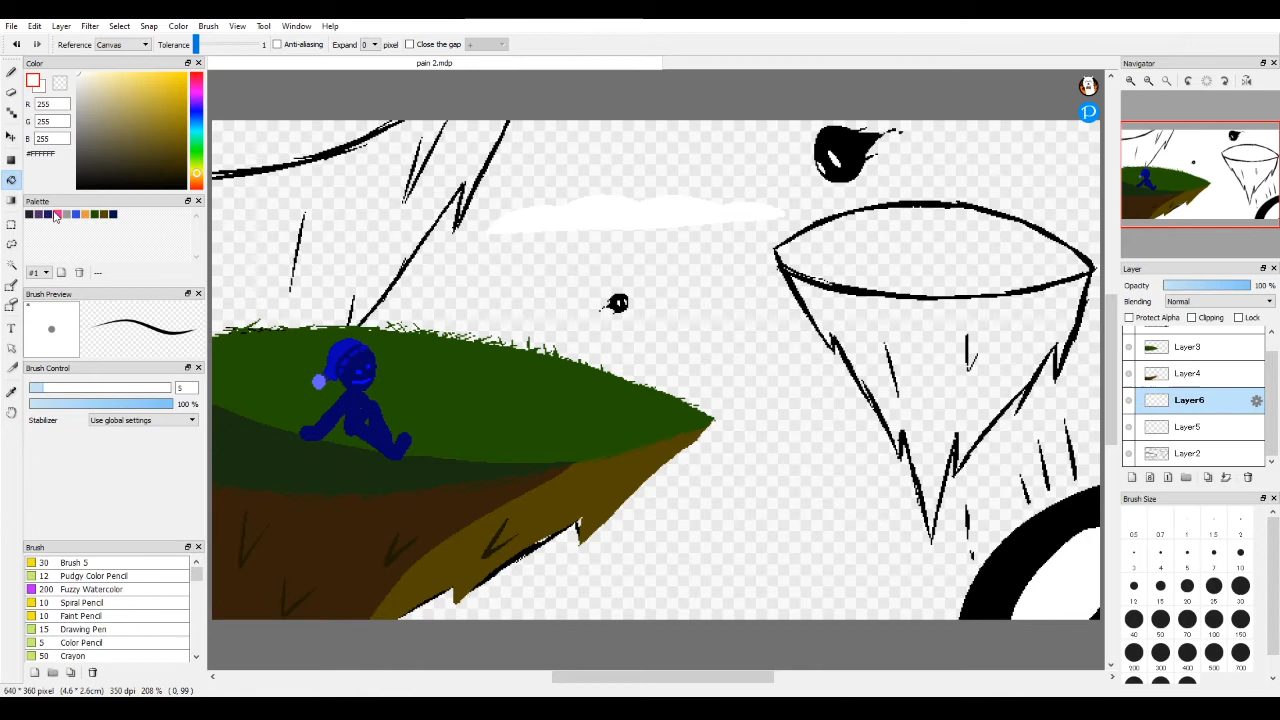 File Edit Layer Filter Select Snap Color Brush View Tool Window Help
Reference Canvas Tolerance 1 Anti-aliasing Expand 0 pixel Close the gap +
Color
pain 2.mdp
Navigator
R 255
G 255
B 255
#FFFFFF
Palette
#1 ---
Brush Preview
Brush Control
5
100 %
Stabilizer Use global settings
Brush
30 Brush 5
12 Pudgy Color Pencil
200 Fuzzy Watercolor
10 Spiral Pencil
10 Faint Pencil
15 Drawing Pen
5 Color Pencil
50 Crayon
Layer
Opacity 100 %
Blending Normal
Protect Alpha Clipping Lock
Layer3
Layer4
Layer6
Layer5
Layer2
Brush Size
0.5 0.7 1 1.5 2
3 4 5 7 10
12 15 20 25 30
40 50 70 100 150
200 300 400 500 700
640 * 360 pixel (4.6 * 2.6cm) 350 dpi 208 % ( 0, 99 )